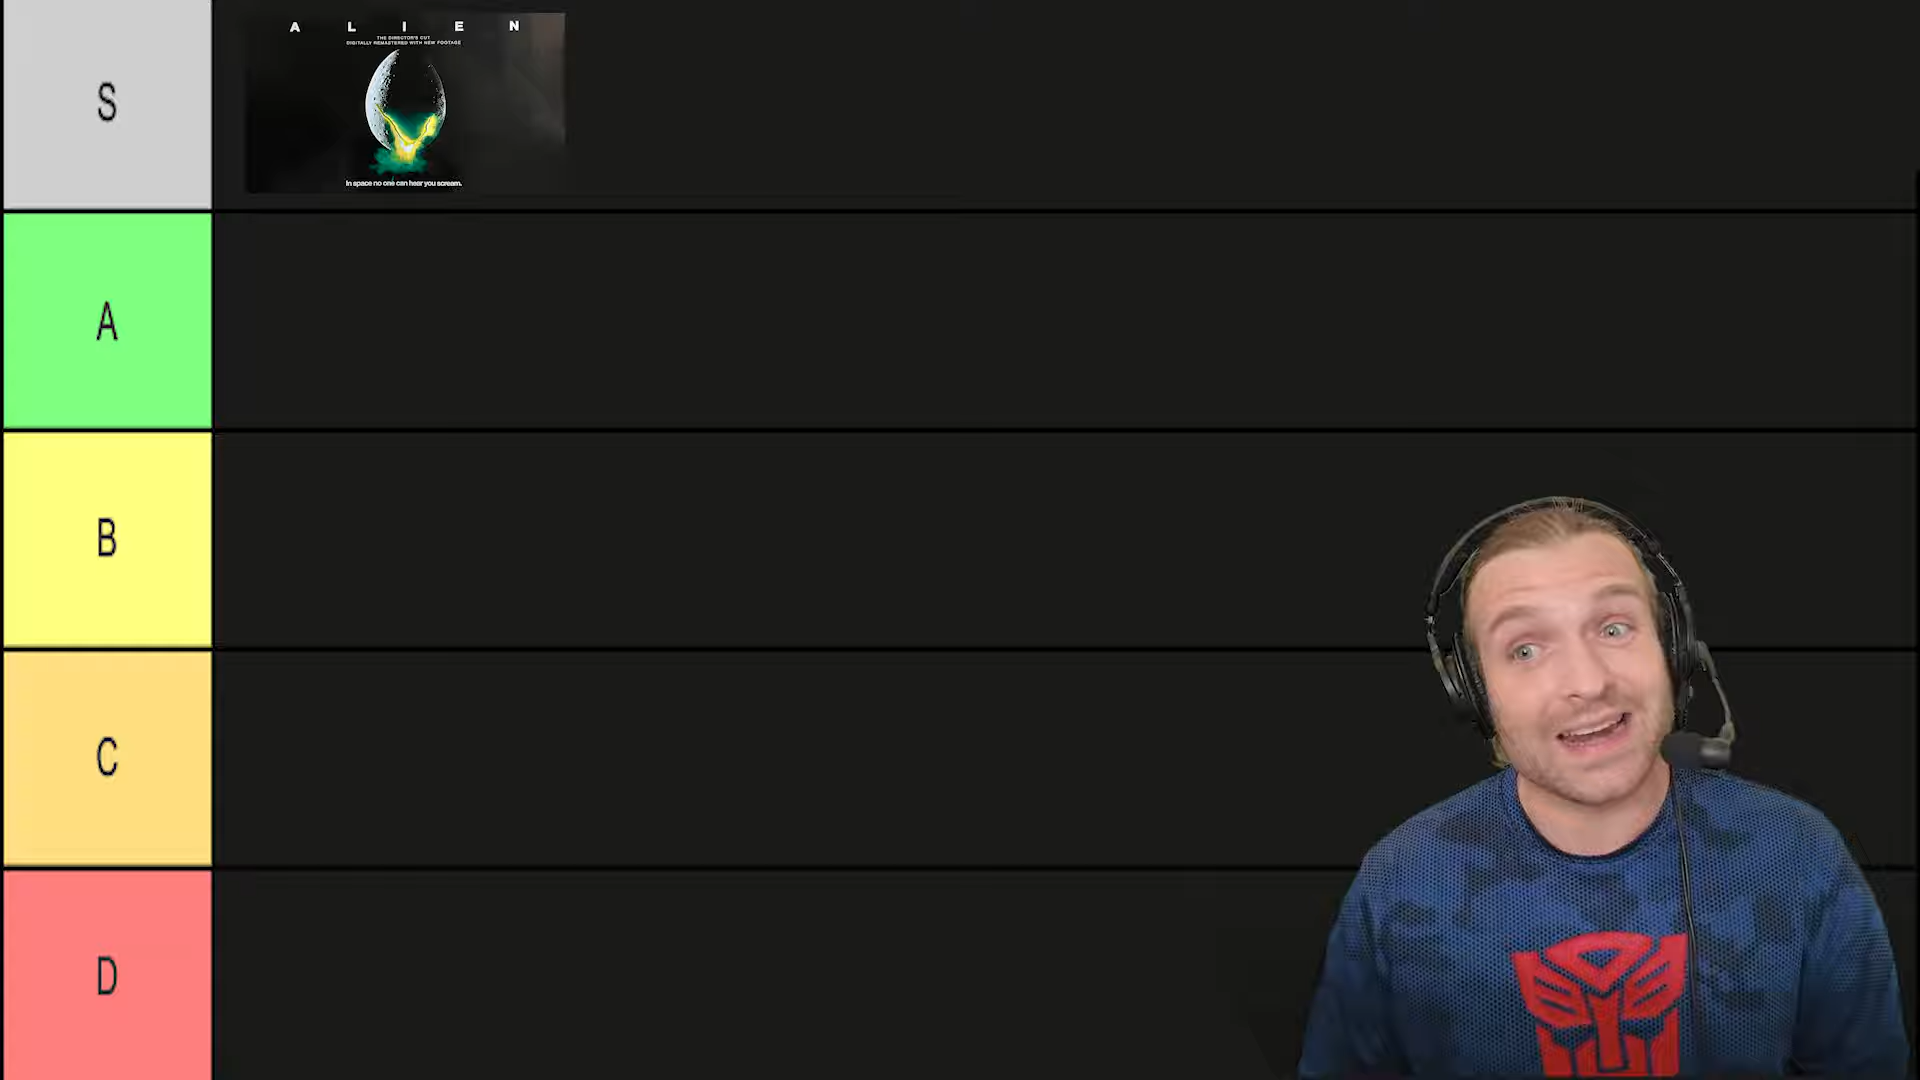 S
A L I E N
THE DIRECTOR'S CUT
DIGITALLY REMASTERED WITH NEW FOOTAGE
In space no one can hear you scream.
A
B
C
D